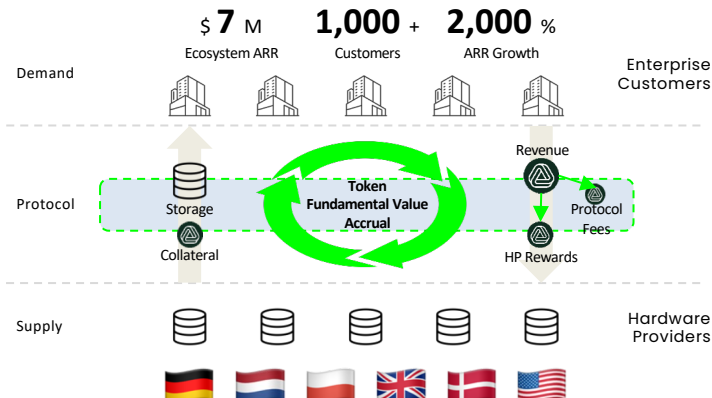 $ 7 M
1,000 +
2,000 %
Ecosystem ARR
Customers
ARR Growth
Demand
Enterprise
Customers
Revenue
Protocol
Storage
Token
Fundamental Value
Accrual
Protocol
Fees
Collateral
HP Rewards
Supply
Hardware
Providers